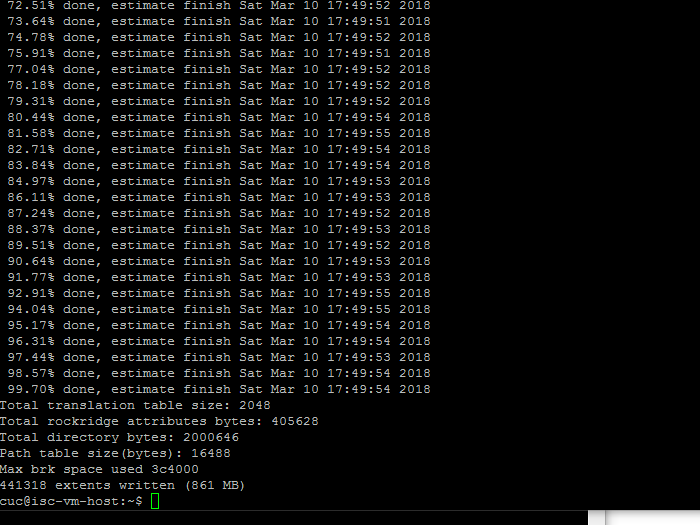 72.51% done, estimate finish Sat Mar 10 17:49:52 2018
73.64% done, estimate finish Sat Mar 10 17:49:51 2018
74.78% done, estimate finish Sat Mar 10 17:49:52 2018
75.91% done, estimate finish Sat Mar 10 17:49:51 2018
77.04% done, estimate finish Sat Mar 10 17:49:52 2018
78.18% done, estimate finish Sat Mar 10 17:49:52 2018
79.31% done, estimate finish Sat Mar 10 17:49:52 2018
80.44% done, estimate finish Sat Mar 10 17:49:54 2018
81.58% done, estimate finish Sat Mar 10 17:49:55 2018
82.71% done, estimate finish Sat Mar 10 17:49:54 2018
83.84% done, estimate finish Sat Mar 10 17:49:54 2018
84.97% done, estimate finish Sat Mar 10 17:49:53 2018
86.11% done, estimate finish Sat Mar 10 17:49:53 2018
87.24% done, estimate finish Sat Mar 10 17:49:52 2018
88.37% done, estimate finish Sat Mar 10 17:49:53 2018
89.51% done, estimate finish Sat Mar 10 17:49:52 2018
90.64% done, estimate finish Sat Mar 10 17:49:53 2018
91.77% done, estimate finish Sat Mar 10 17:49:53 2018
92.91% done, estimate finish Sat Mar 10 17:49:55 2018
94.04% done, estimate finish Sat Mar 10 17:49:55 2018
95.17% done, estimate finish Sat Mar 10 17:49:54 2018
96.31% done, estimate finish Sat Mar 10 17:49:54 2018
97.44% done, estimate finish Sat Mar 10 17:49:53 2018
98.57% done, estimate finish Sat Mar 10 17:49:54 2018
99.70% done, estimate finish Sat Mar 10 17:49:54 2018
Total translation table size: 2048
Total rockridge attributes bytes: 405628
Total directory bytes: 2000646
Path table size(bytes): 16488
Max brk space used 3c4000
441318 extents written (861 MB)
cuc@isc-vm-host:~$